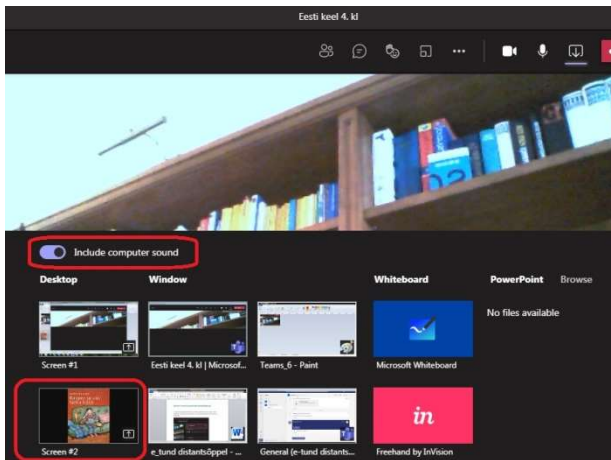 Eesti keel 4. kl
Include computer sound
Desktop Window Whiteboard PowerPoint Browse
No files available
Screen #1 Eesti keel 4. kl | Microsof... Teams_6 - Paint Microsoft Whiteboard
in
Screen #2 e_tund distantsõppel - ... General (e-tund distants... Freehand by InVision